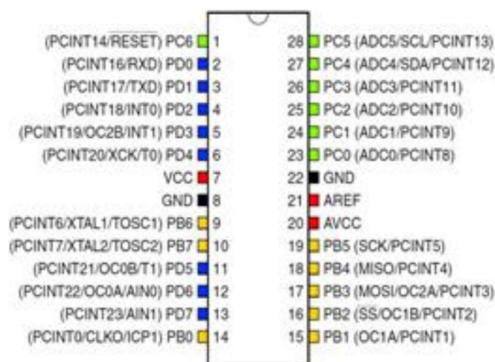 (PCINT14/RESET) PC6 1 28 PC5 (ADC5/SCL/PCINT13)
(PCINT16/RXD) PD0 2 27 PC4 (ADC4/SDA/PCINT12)
(PCINT17/TXD) PD1 3 26 PC3 (ADC3/PCINT11)
(PCINT18/INT0) PD2 4 25 PC2 (ADC2/PCINT10)
(PCINT19/OC2B/INT1) PD3 5 24 PC1 (ADC1/PCINT9)
(PCINT20/XCK/T0) PD4 6 23 PC0 (ADC0/PCINT8)
VCC 7 22 GND
GND 8 21 AREF
(PCINT6/XTAL1/TOSC1) PB6 9 20 AVCC
(PCINT7/XTAL2/TOSC2) PB7 10 19 PB5 (SCK/PCINT5)
(PCINT21/OC0B/T1) PD5 11 18 PB4 (MISO/PCINT4)
(PCINT22/OC0A/AIN0) PD6 12 17 PB3 (MOSI/OC2A/PCINT3)
(PCINT23/AIN1) PD7 13 16 PB2 (SS/OC1B/PCINT2)
(PCINT0/CLKO/ICP1) PB0 14 15 PB1 (OC1A/PCINT1)